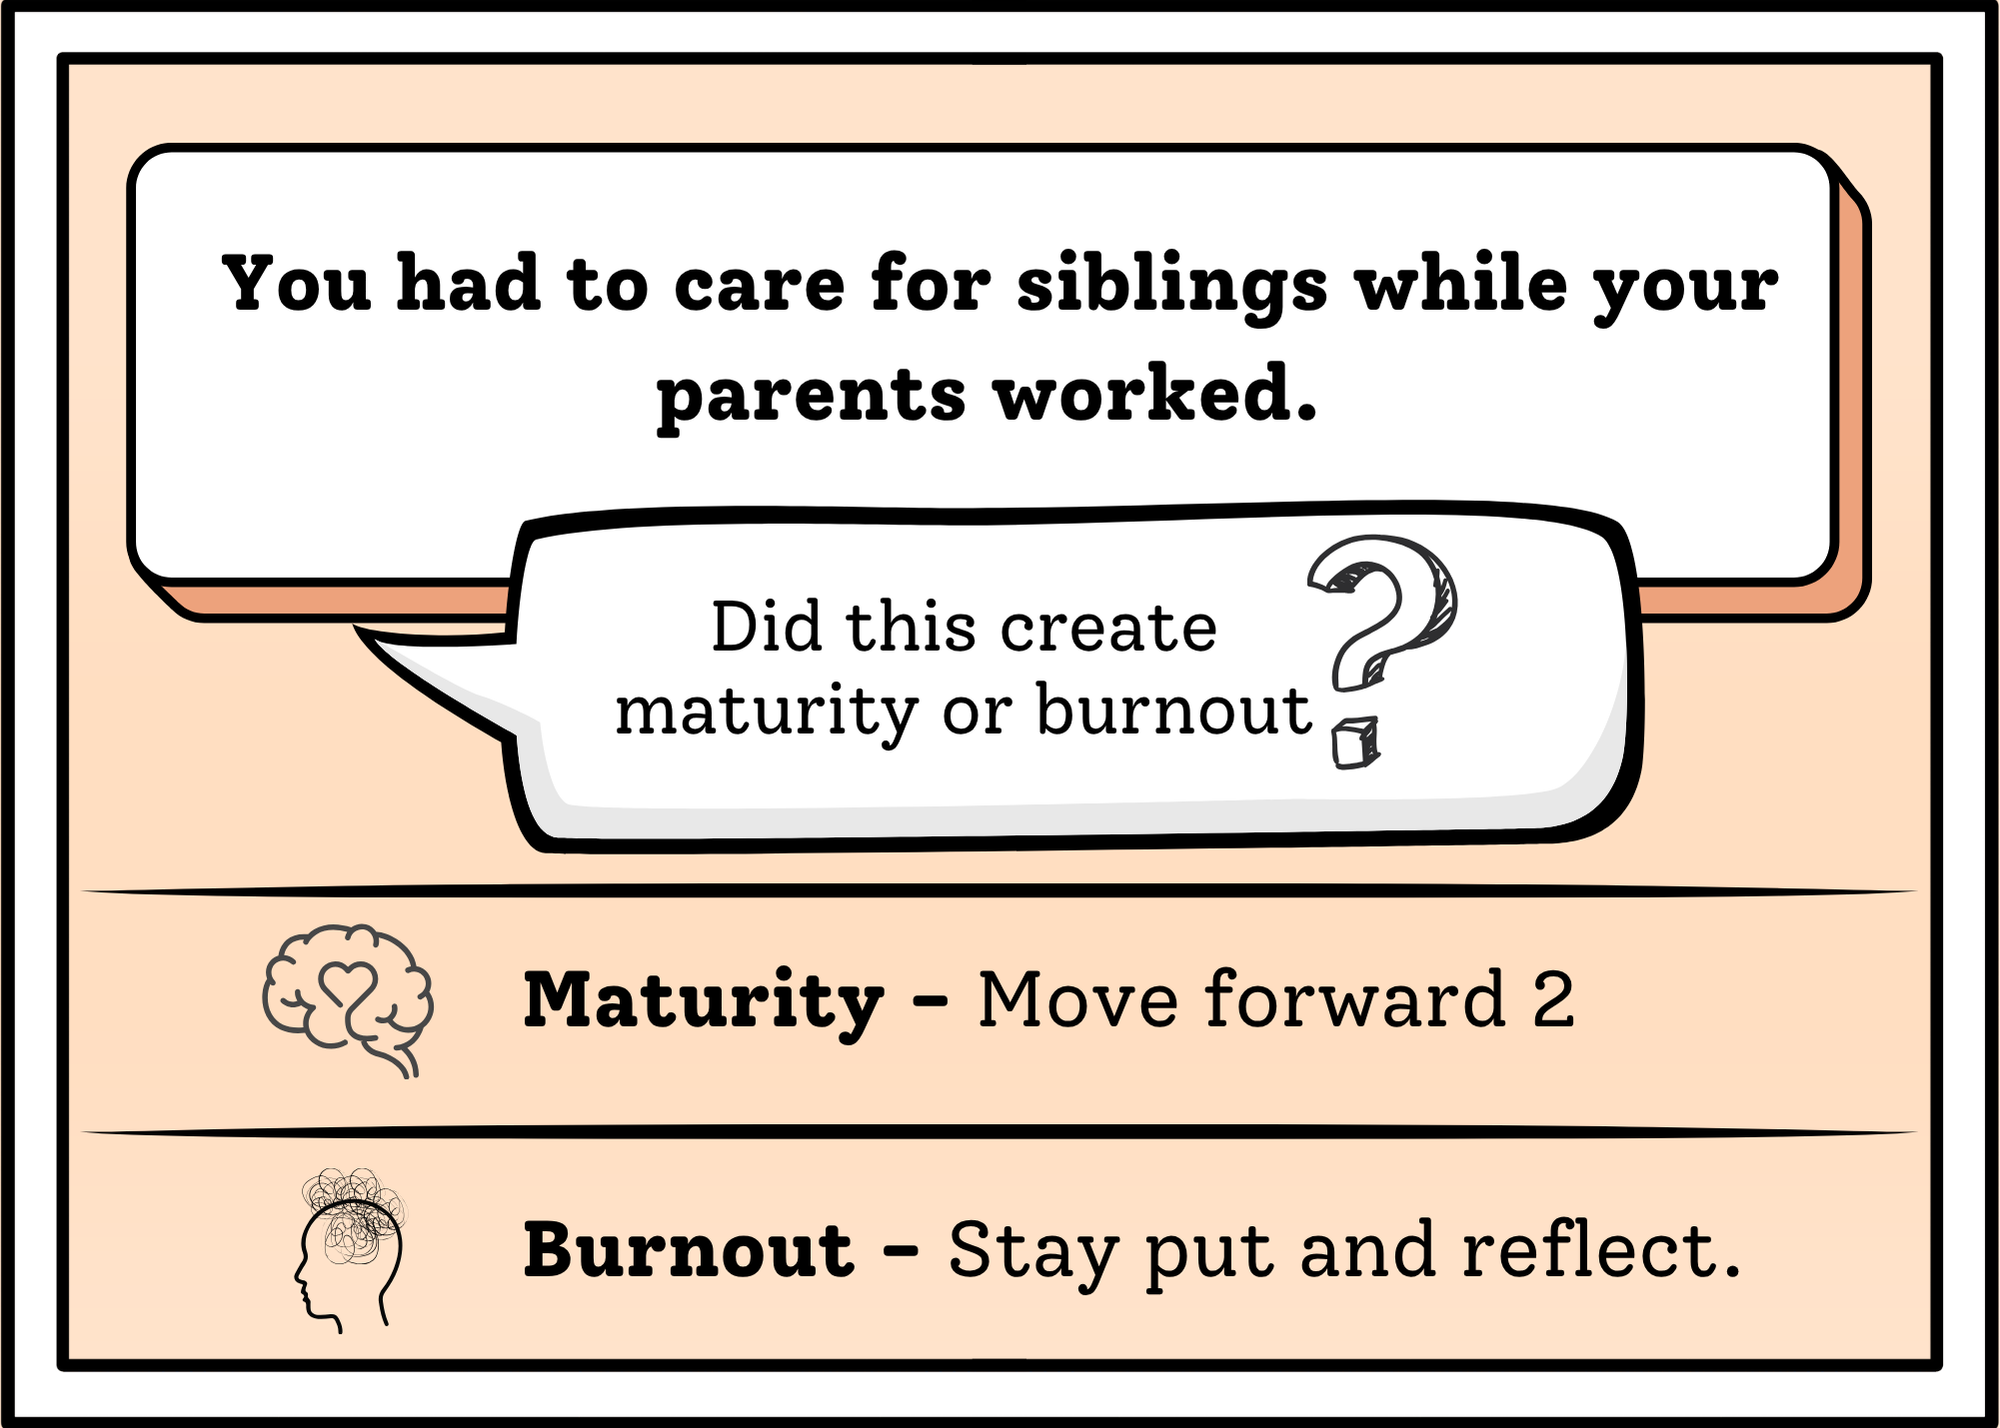 You had to care for siblings while your
parents worked.
Did this create
maturity or burnout?
Maturity - Move forward 2
Burnout - Stay put and reflect.